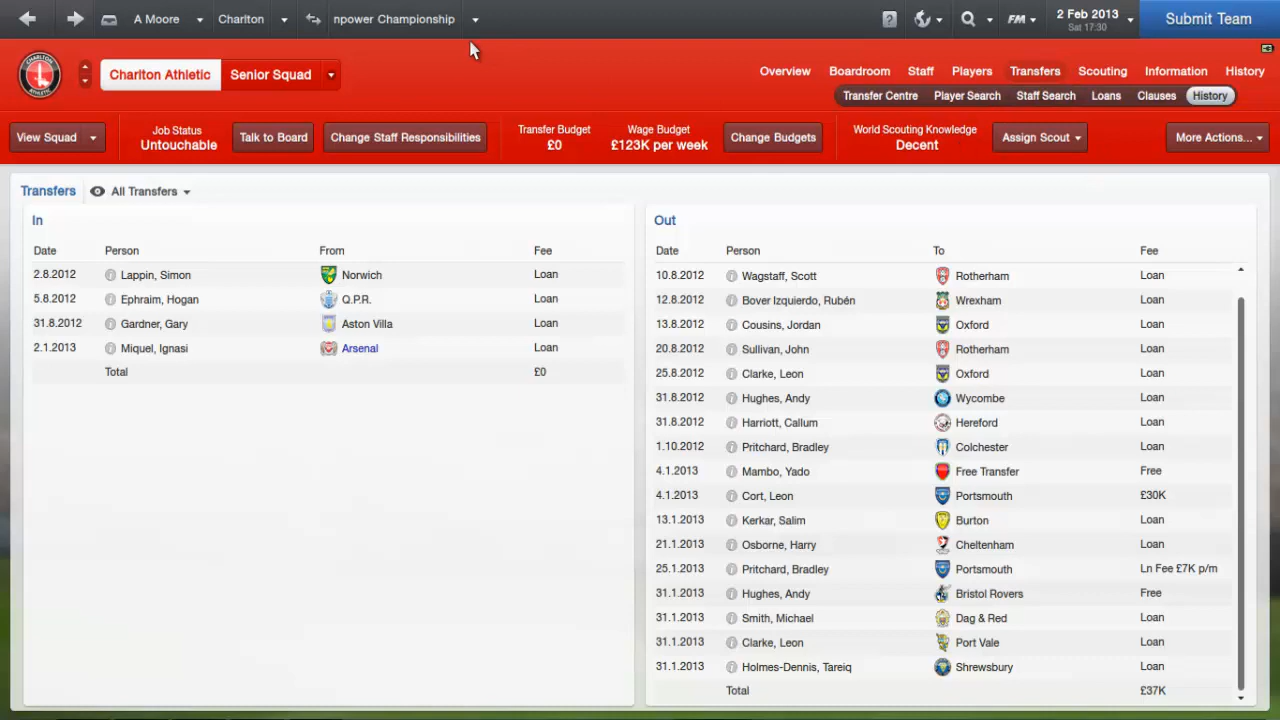 A Moore Charlton npower Championship FM 2 Feb 2013 Sat 17:30 Submit Team
Charlton Athletic Senior Squad
Overview Boardroom Staff Players Transfers Scouting Information History
Transfer Centre Player Search Staff Search Loans Clauses History
View Squad Job Status Untouchable Talk to Board Change Staff Responsibilities Transfer Budget £0 Wage Budget £123K per week Change Budgets World Scouting Knowledge Decent Assign Scout More Actions...
Transfers All Transfers
In
Date Person From Fee
2.8.2012 Lappin, Simon Norwich Loan
5.8.2012 Ephraim, Hogan Q.P.R. Loan
31.8.2012 Gardner, Gary Aston Villa Loan
2.1.2013 Miquel, Ignasi Arsenal Loan
Total £0
Out
Date Person To Fee
10.8.2012 Wagstaff, Scott Rotherham Loan
12.8.2012 Bover Izquierdo, Rubén Wrexham Loan
13.8.2012 Cousins, Jordan Oxford Loan
20.8.2012 Sullivan, John Rotherham Loan
25.8.2012 Clarke, Leon Oxford Loan
31.8.2012 Hughes, Andy Wycombe Loan
31.8.2012 Harriott, Callum Hereford Loan
1.10.2012 Pritchard, Bradley Colchester Loan
4.1.2013 Mambo, Yado Free Transfer Free
4.1.2013 Cort, Leon Portsmouth £30K
13.1.2013 Kerkar, Salim Burton Loan
21.1.2013 Osborne, Harry Cheltenham Loan
25.1.2013 Pritchard, Bradley Portsmouth Ln Fee £7K p/m
31.1.2013 Hughes, Andy Bristol Rovers Free
31.1.2013 Smith, Michael Dag & Red Loan
31.1.2013 Clarke, Leon Port Vale Loan
31.1.2013 Holmes-Dennis, Tareiq Shrewsbury Loan
Total £37K